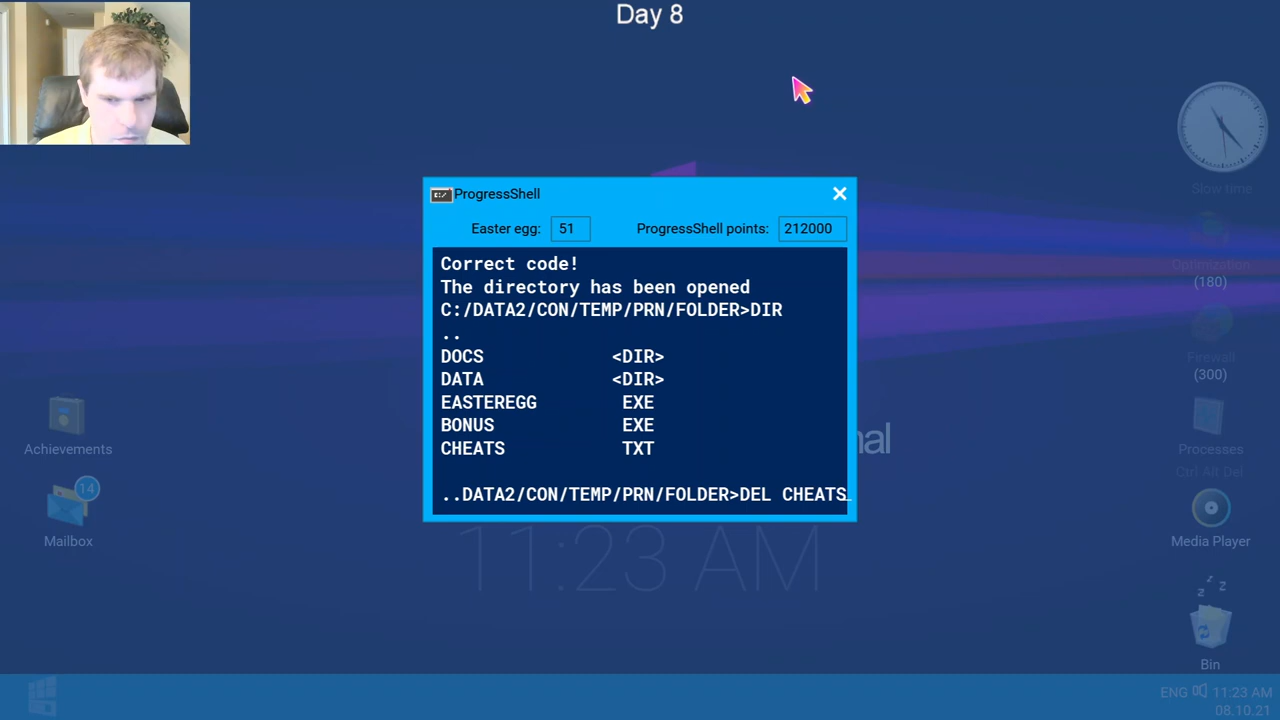 Day 8
ProgressShell
Easter egg: 51 ProgressShell points: 212000
Correct code!
The directory has been opened
C:/DATA2/CON/TEMP/PRN/FOLDER>DIR
..
DOCS <DIR>
DATA <DIR>
EASTEREGG EXE
BONUS EXE
CHEATS TXT
..DATA2/CON/TEMP/PRN/FOLDER>DEL CHEATS_
11:23 AM
Achievements
14
Mailbox
Slow time
Optimization
(180)
Firewall
(300)
Processes
Ctrl Alt Del
Media Player
z z z
Bin
ENG 11:23 AM
08.10.21